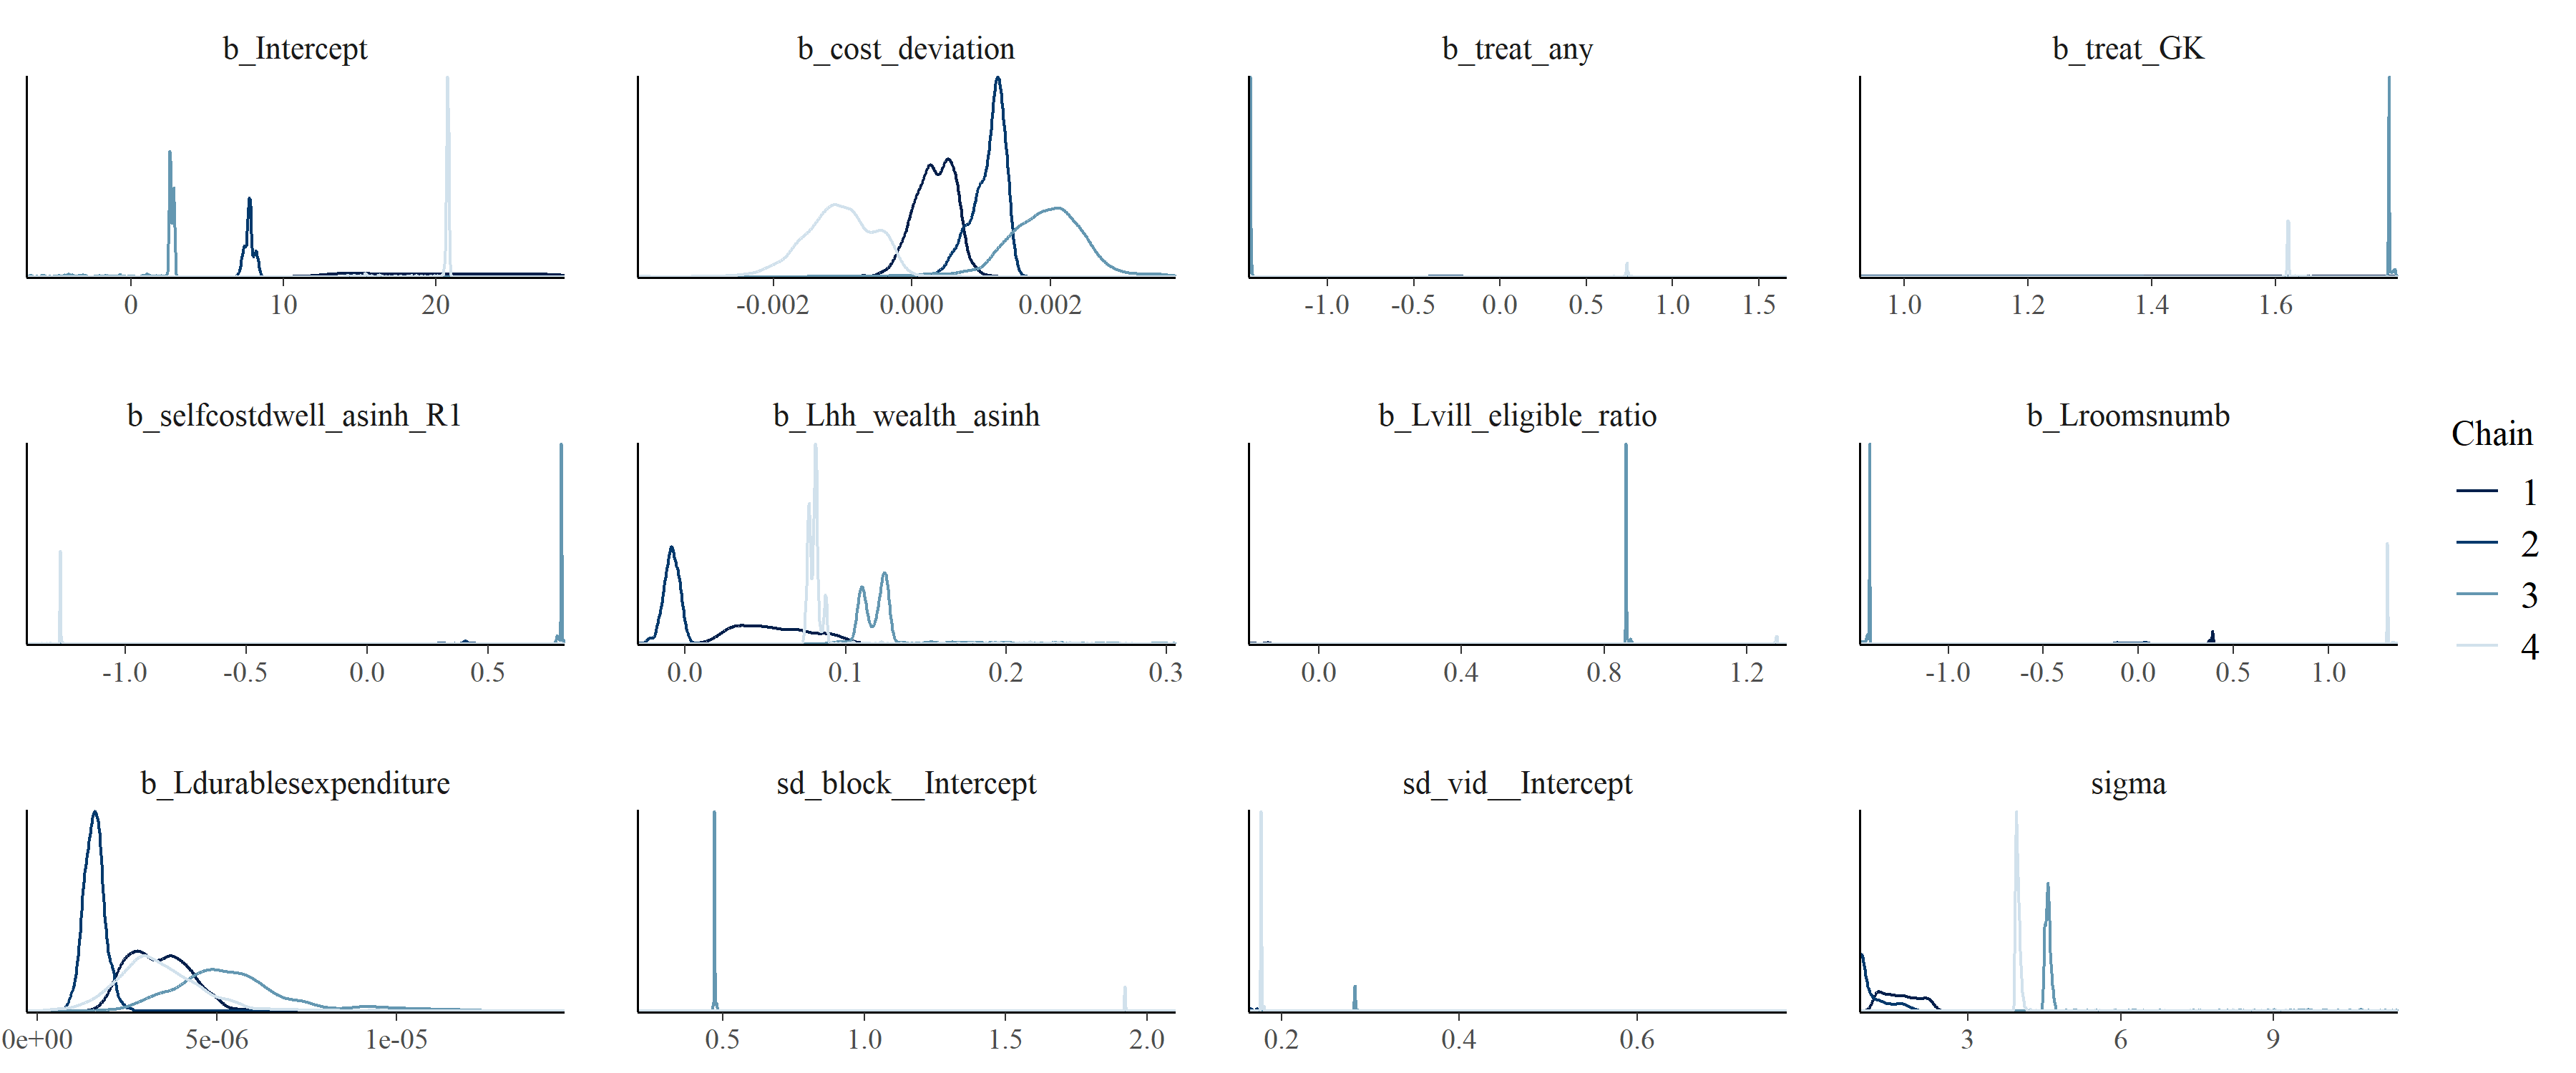 b_Intercept b_cost_deviation b_treat_any b_treat_GK
0 10 20 -0.002 0.000 0.002 -1.0 -0.5 0.0 0.5 1.0 1.5 1.0 1.2 1.4 1.6
b_selfcostdwell_asinh_R1 b_Lhh_wealth_asinh b_Lvill_eligible_ratio b_Lroomsnumb
-1.0 -0.5 0.0 0.5 0.0 0.1 0.2 0.3 0.0 0.4 0.8 1.2 -1.0 -0.5 0.0 0.5 1.0
b_Ldurablesexpenditure sd_block__Intercept sd_vid__Intercept sigma
0e+00 5e-06 1e-05 0.5 1.0 1.5 2.0 0.2 0.4 0.6 3 6 9
Chain
1
2
3
4